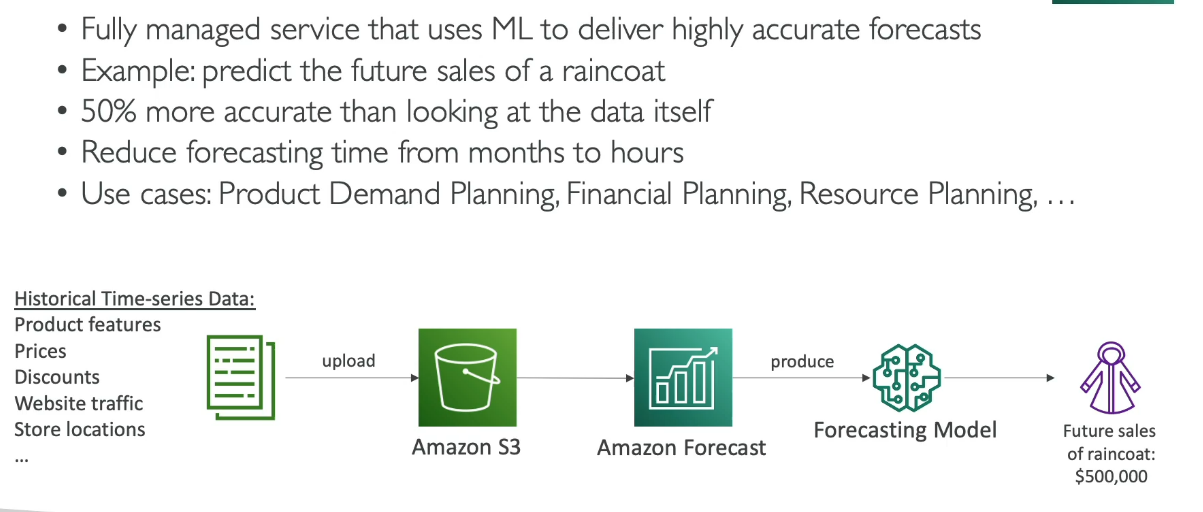 • Fully managed service that uses ML to deliver highly accurate forecasts
• Example: predict the future sales of a raincoat
• 50% more accurate than looking at the data itself
• Reduce forecasting time from months to hours
• Use cases: Product Demand Planning, Financial Planning, Resource Planning, …
Historical Time-series Data:
Product features
Prices
Discounts
Website traffic
Store locations
…
upload
Amazon S3
Amazon Forecast
produce
Forecasting Model
Future sales
of raincoat:
$500,000